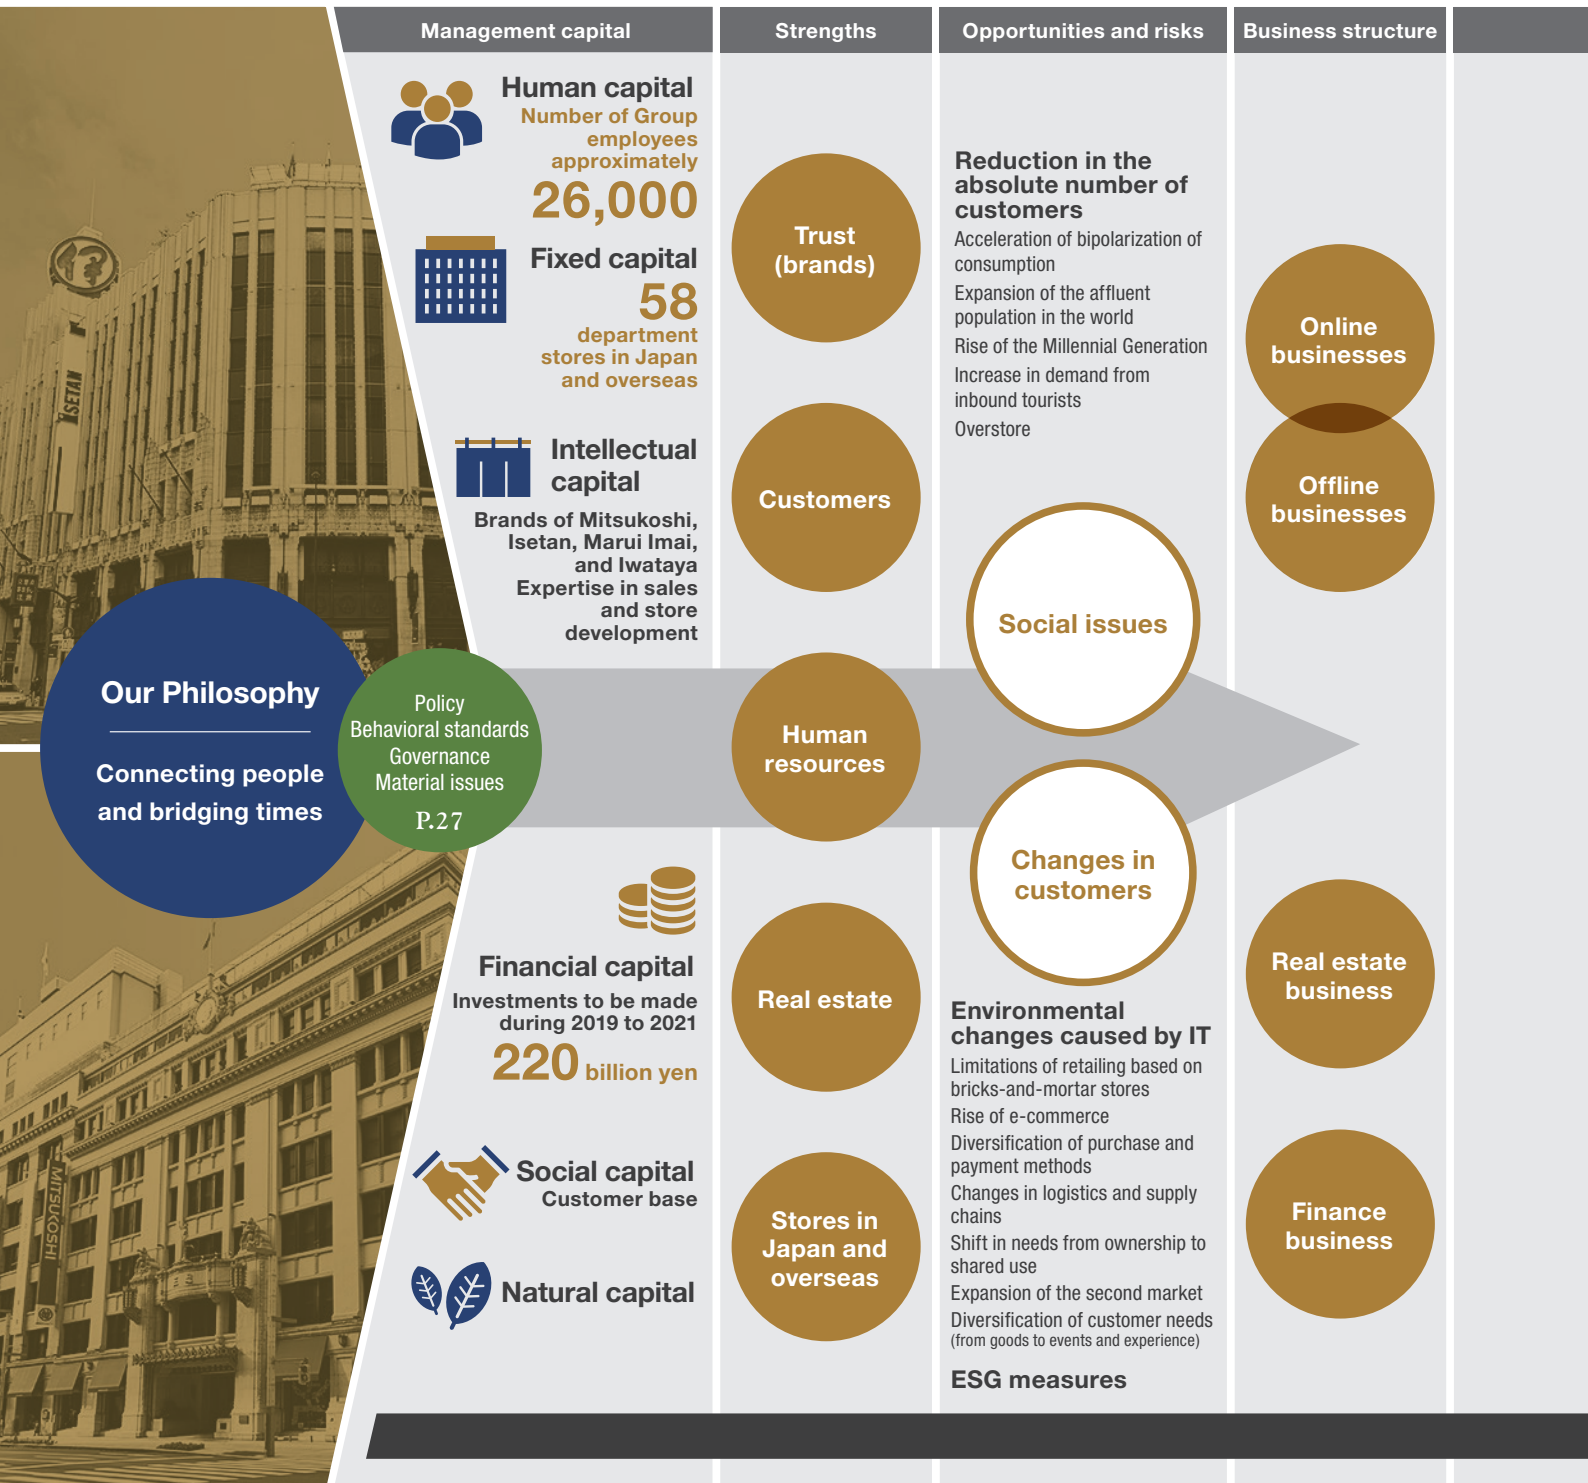 Management capital
Strengths
Opportunities and risks
Business structure
Human capital
Number of Group
employees
approximately
26,000
Fixed capital
58
department
stores in Japan
and overseas
Intellectual
capital
Brands of Mitsukoshi,
Isetan, Marui Imai,
and Iwataya
Expertise in sales
and store
development
ISETAN
Our Philosophy
Connecting people
and bridging times
Policy
Behavioral standards
Governance
Material issues
P.27
Financial capital
Investments to be made
during 2019 to 2021
220 billion yen
Social capital
Customer base
Natural capital
MITSUKOSHI
Trust
(brands)
Customers
Human
resources
Real estate
Stores in
Japan and
overseas
Reduction in the
absolute number of
customers
Acceleration of bipolarization of
consumption
Expansion of the affluent
population in the world
Rise of the Millennial Generation
Increase in demand from
inbound tourists
Overstore
Social issues
Changes in
customers
Environmental
changes caused by IT
Limitations of retailing based on
bricks-and-mortar stores
Rise of e-commerce
Diversification of purchase and
payment methods
Changes in logistics and supply
chains
Shift in needs from ownership to
shared use
Expansion of the second market
Diversification of customer needs
(from goods to events and experience)
ESG measures
Online
businesses
Offline
businesses
Real estate
business
Finance
business